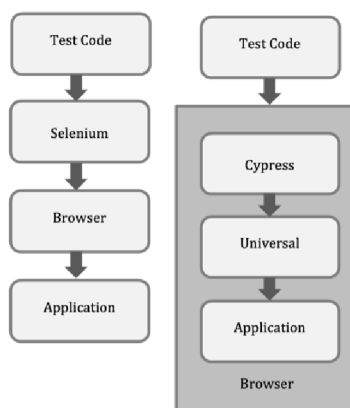 Test Code
Selenium
Browser
Application
Test Code
Cypress
Universal
Application
Browser